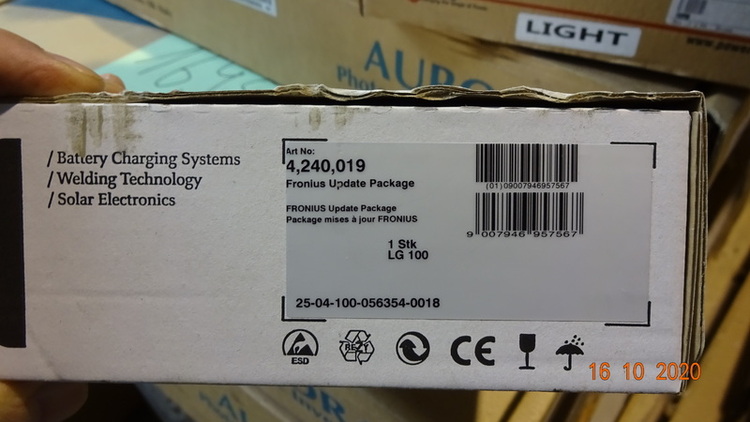 LIGHT
AURO
Phot
/ Battery Charging Systems
/ Welding Technology
/ Solar Electronics
Art No:
4,240,019
Fronius Update Package
FRONIUS Update Package
Package mises à jour FRONIUS
(01)09007946957567
9 007946 957567
1 Stk
LG 100
25-04-100-056354-0018
ESD
RESY
CE
16 10 2020